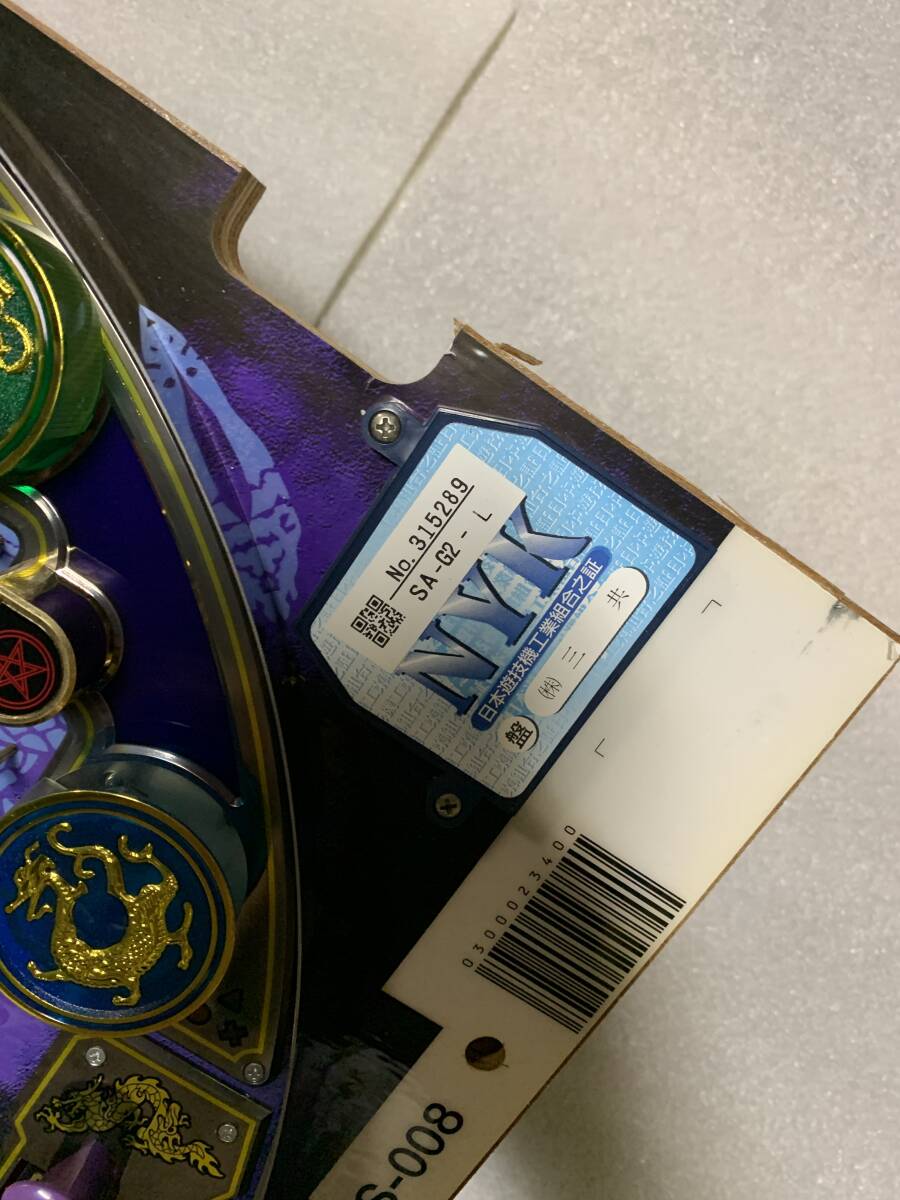 No.315289
SA-G2-L
NYK
日本遊技機工業組合之証
盤
㈱ 三 共
0300023400
S-008